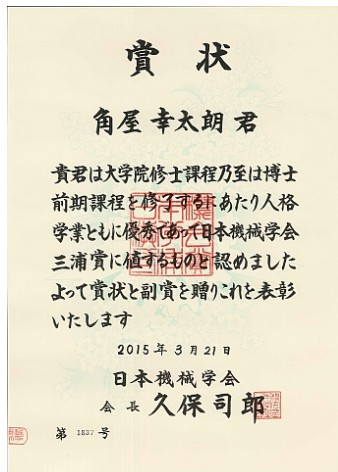 賞状
角屋幸太朗君
貴君は大学院修士課程乃至は博士
前期課程を修了するにあたり人格
学業ともに優秀であって日本機械学会
三浦賞に値するものと認めました
よって賞状と副賞を贈りこれを表彰
いたします
2015年3月21日
日本機械学会
会長 久保司郎
第 1837 号